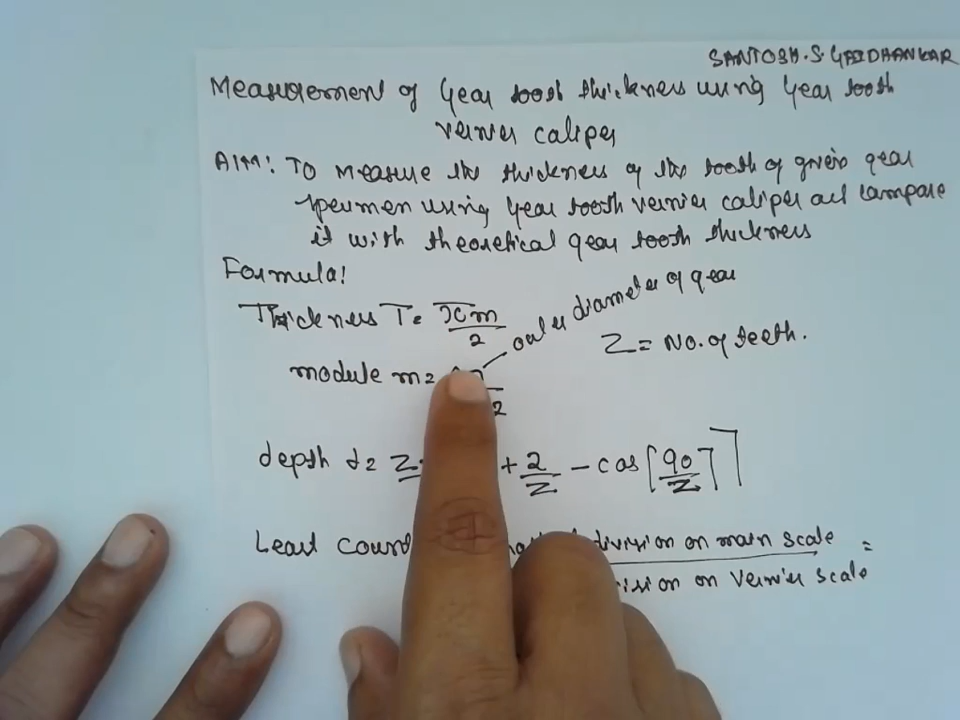 SANTOSH.S.GAIDHANKAR
Measurement of Gear tooth thickness using Gear tooth
vernier caliper
AIM: To measure the thickness of the tooth of given gear
specimen using Gear tooth vernier caliper and compare
it with theoretical gear tooth thickness
Formula:
Thickness T = πm/2
outer diameter of gear
Z = No. of teeth.
module m =
2
depth d = Z + 2/Z - cos [90/Z]]
Least Count division on main scale =
division on vernier scale